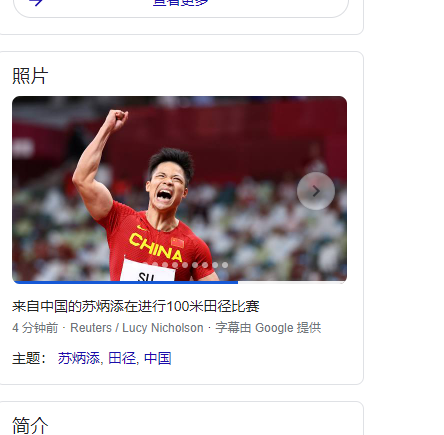 查看更多
照片
CHINA
SU
来自中国的苏炳添在进行100米田径比赛
4 分钟前 · Reuters / Lucy Nicholson · 字幕由 Google 提供
主题： 苏炳添, 田径, 中国
简介